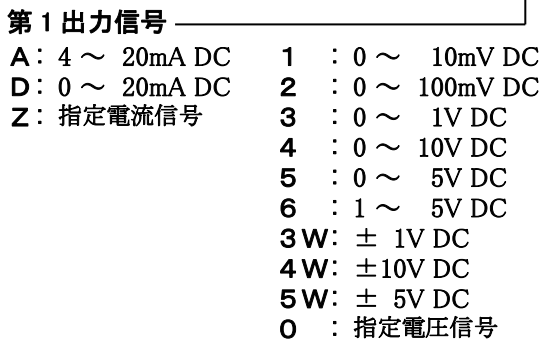 第1出力信号
A：4～ 20mA DC
D：0～ 20mA DC
Z：指定電流信号
1 ：0～ 10mV DC
2 ：0～ 100mV DC
3 ：0～ 1V DC
4 ：0～ 10V DC
5 ：0～ 5V DC
6 ：1～ 5V DC
3W：± 1V DC
4W：±10V DC
5W：± 5V DC
0 ：指定電圧信号